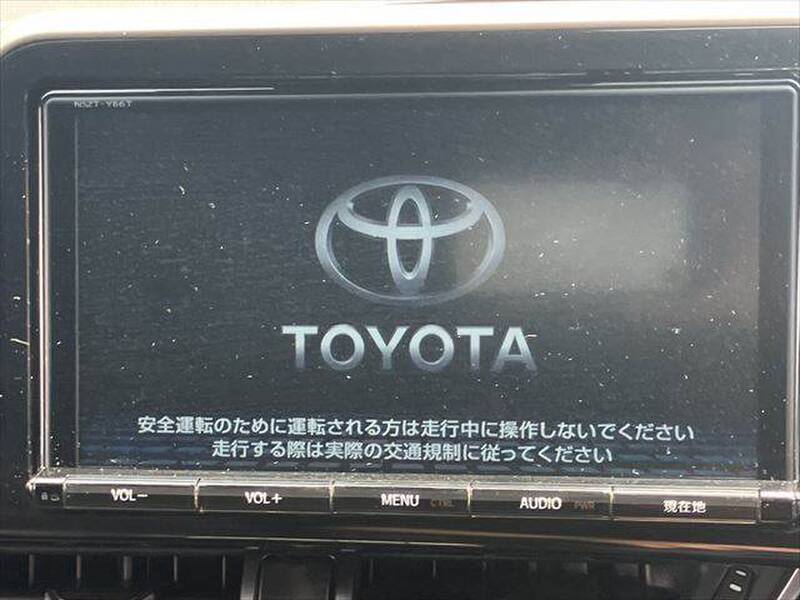 NSZT-Y66T
TOYOTA
安全運転のために運転される方は走行中に操作しないでください
走行する際は実際の交通規制に従ってください
VOL－
VOL＋
MENU CTRL
AUDIO PWR
現在地